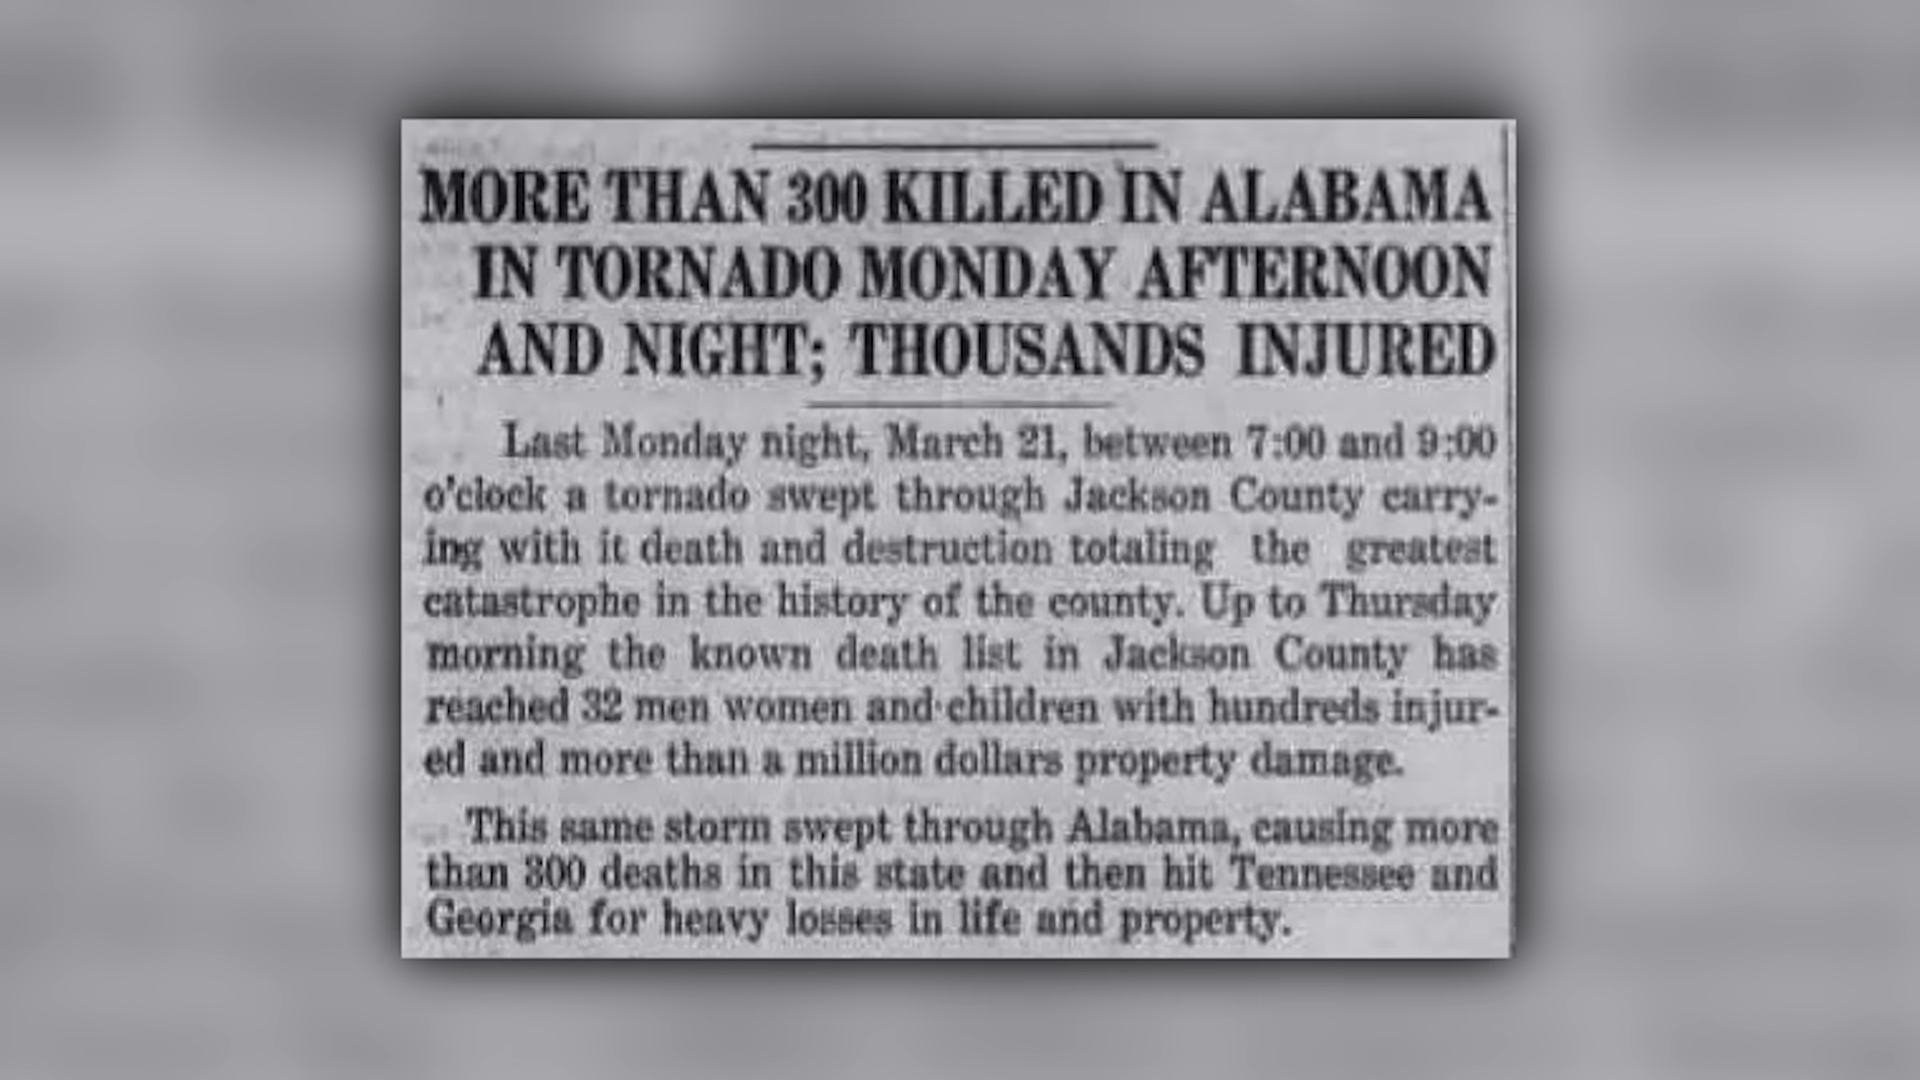 MORE THAN 300 KILLED IN ALABAMA
IN TORNADO MONDAY AFTERNOON
AND NIGHT; THOUSANDS INJURED
Last Monday night, March 21, between 7:00 and 9:00
o'clock a tornado swept through Jackson County carry-
ing with it death and destruction totaling the greatest
catastrophe in the history of the county. Up to Thursday
morning the known death list in Jackson County has
reached 32 men women and children with hundreds injur-
ed and more than a million dollars property damage.
This same storm swept through Alabama, causing more
than 300 deaths in this state and then hit Tennessee and
Georgia for heavy losses in life and property.